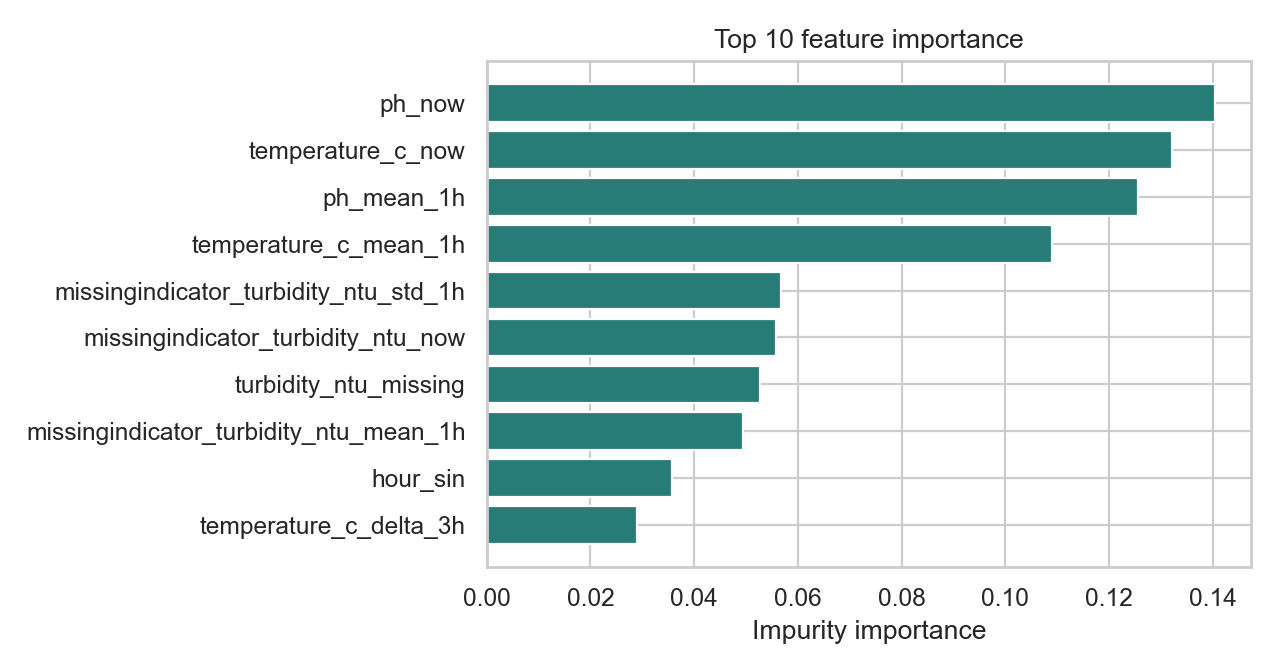 Top 10 feature importance
ph_now
temperature_c_now
ph_mean_1h
temperature_c_mean_1h
missingindicator_turbidity_ntu_std_1h
missingindicator_turbidity_ntu_now
turbidity_ntu_missing
missingindicator_turbidity_ntu_mean_1h
hour_sin
temperature_c_delta_3h
0.00 0.02 0.04 0.06 0.08 0.10 0.12 0.14
Impurity importance